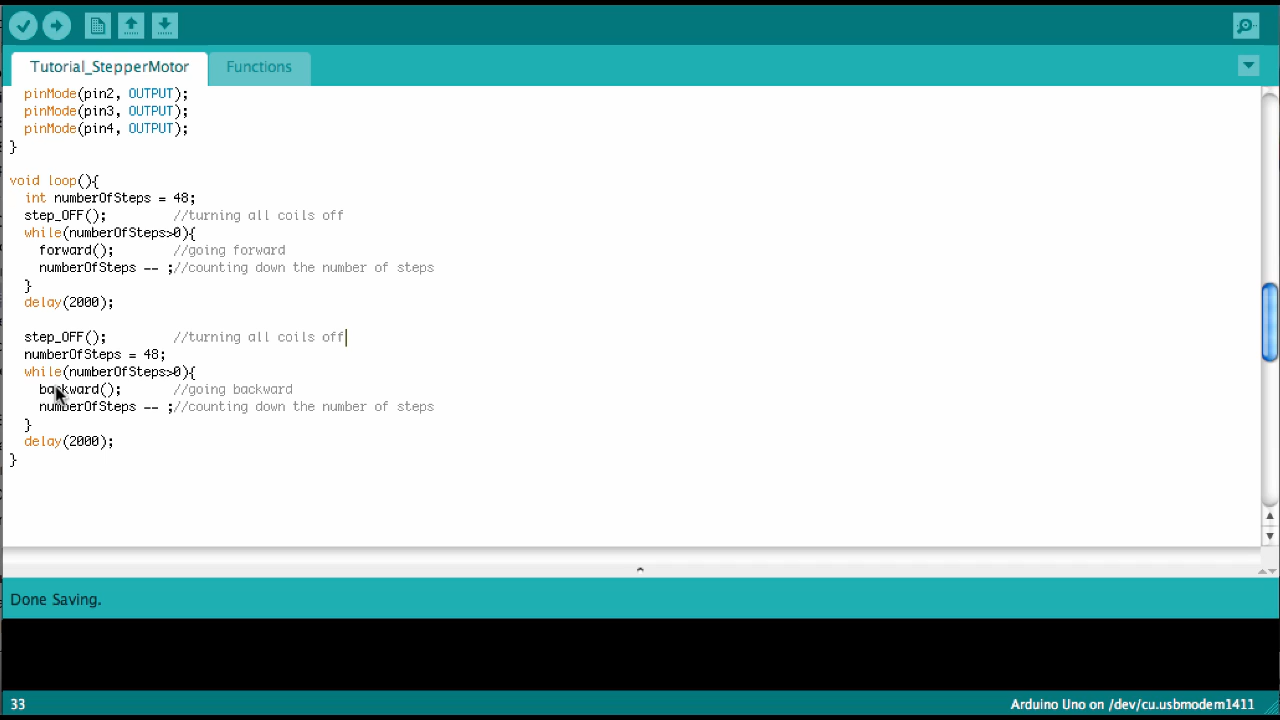 Tutorial_StepperMotor Functions
pinMode(pin2, OUTPUT);
pinMode(pin3, OUTPUT);
pinMode(pin4, OUTPUT);
}
void loop(){
int numberOfSteps = 48;
step_OFF(); //turning all coils off
while(numberOfSteps>0){
forward(); //going forward
numberOfSteps -- ;//counting down the number of steps
}
delay(2000);
step_OFF(); //turning all coils off
numberOfSteps = 48;
while(numberOfSteps>0){
backward(); //going backward
numberOfSteps -- ;//counting down the number of steps
}
delay(2000);
}
Done Saving.
33 Arduino Uno on /dev/cu.usbmodem1411